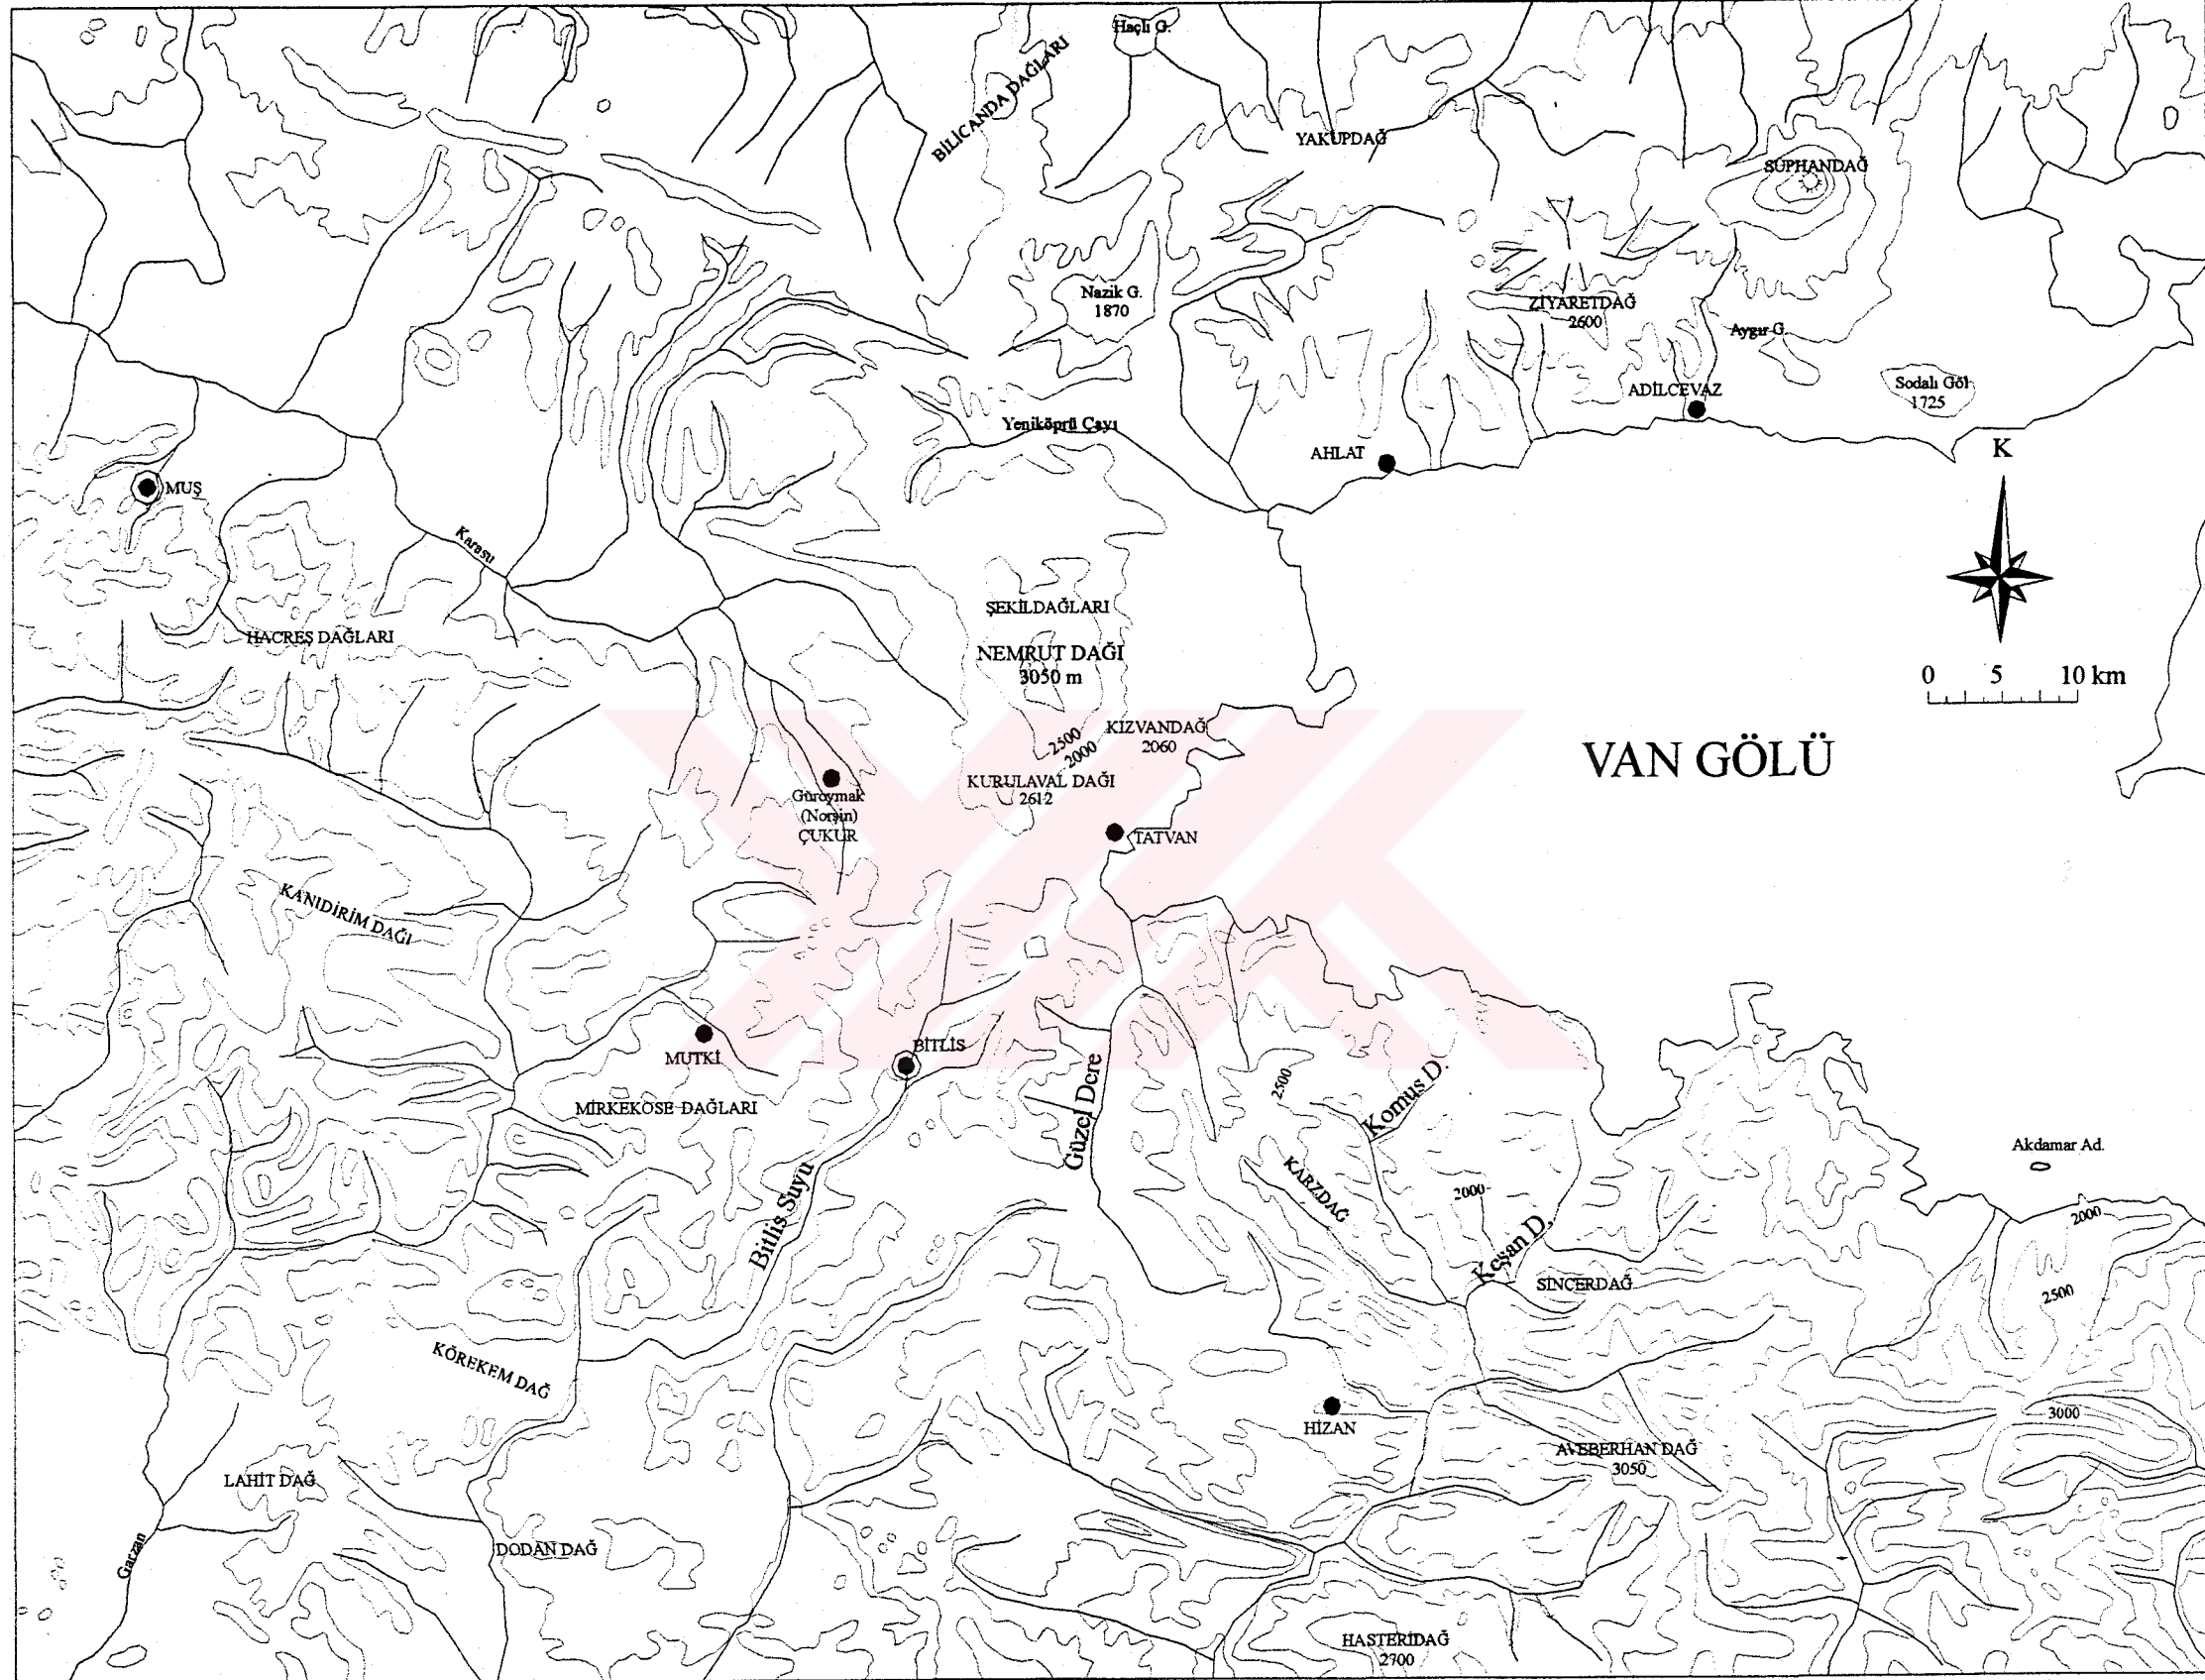 Haçlı G.
BİLİCANDA DAĞLARI
YAKUPDAĞ
SUPHANDAĞ
Nazik G.
1870
ZİYARETDAĞ
2600
Aygır G.
Sodalı Göl
1725
ADİLCEVAZ
Yeniköprü Çayı
AHLAT
K
MUŞ
Karasu
ŞEKİLDAĞLARI
HACREŞ DAĞLARI
NEMRUT DAĞI
3050 m
0 5 10 km
KIZVANDAĞ
2060
2500
2000
VAN GÖLÜ
KURULAVAL DAĞI
2612
Güroymak
(Norşin)
ÇUKUR
TATVAN
KANIDİRİM DAĞI
MUTKİ
BİTLİS
MİRKEKÖSE DAĞLARI
Güzel Dere
2500
Komus D.
Akdamar Ad.
Bitlis Suyu
KARZDAĞ
2000
2000
Keşan D.
SINCERDAĞ
2500
KÖREKEM DAĞ
HİZAN
3000
AVEBERHAN DAĞ
3050
LAHİT DAĞ
Garzan
DODAN DAĞ
HASTERİDAĞ
2700